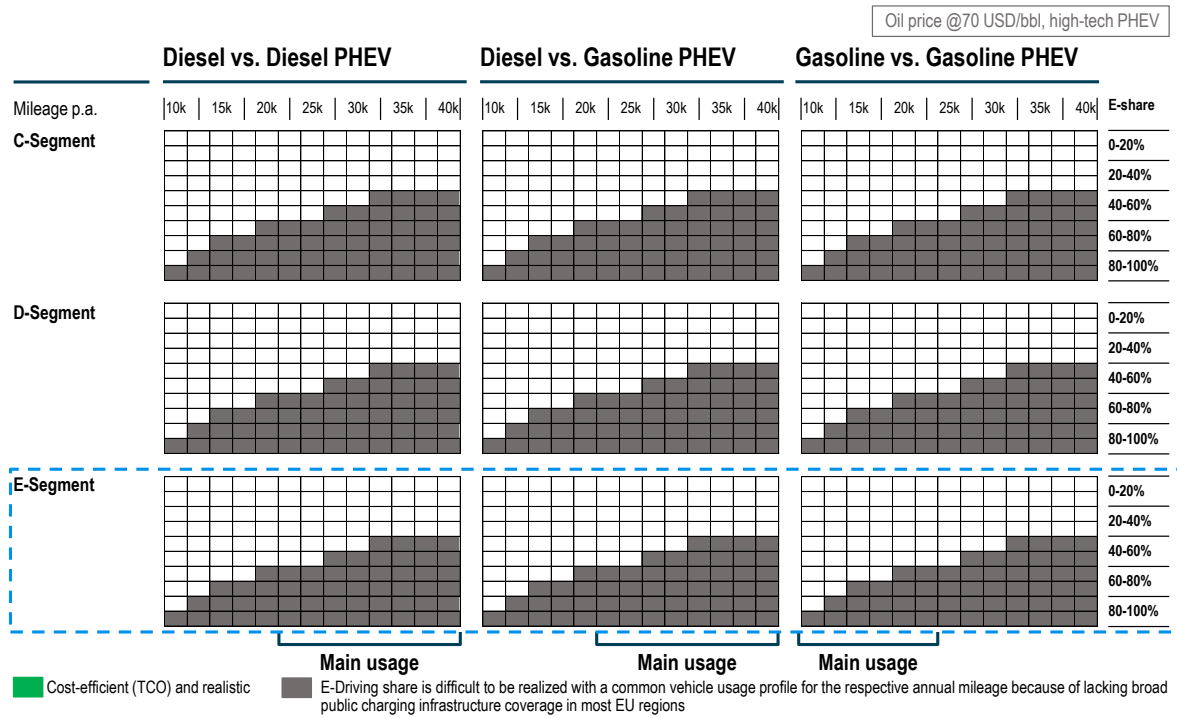 Oil price @70 USD/bbl, high-tech PHEV
Diesel vs. Diesel PHEV
Diesel vs. Gasoline PHEV
Gasoline vs. Gasoline PHEV
Mileage p.a.
10k 15k 20k 25k 30k 35k 40k
10k 15k 20k 25k 30k 35k 40k
10k 15k 20k 25k 30k 35k 40k
E-share
C-Segment
0-20%
20-40%
40-60%
60-80%
80-100%
D-Segment
0-20%
20-40%
40-60%
60-80%
80-100%
E-Segment
0-20%
20-40%
40-60%
60-80%
80-100%
Main usage
Main usage
Main usage
Cost-efficient (TCO) and realistic
E-Driving share is difficult to be realized with a common vehicle usage profile for the respective annual mileage because of lacking broad
public charging infrastructure coverage in most EU regions